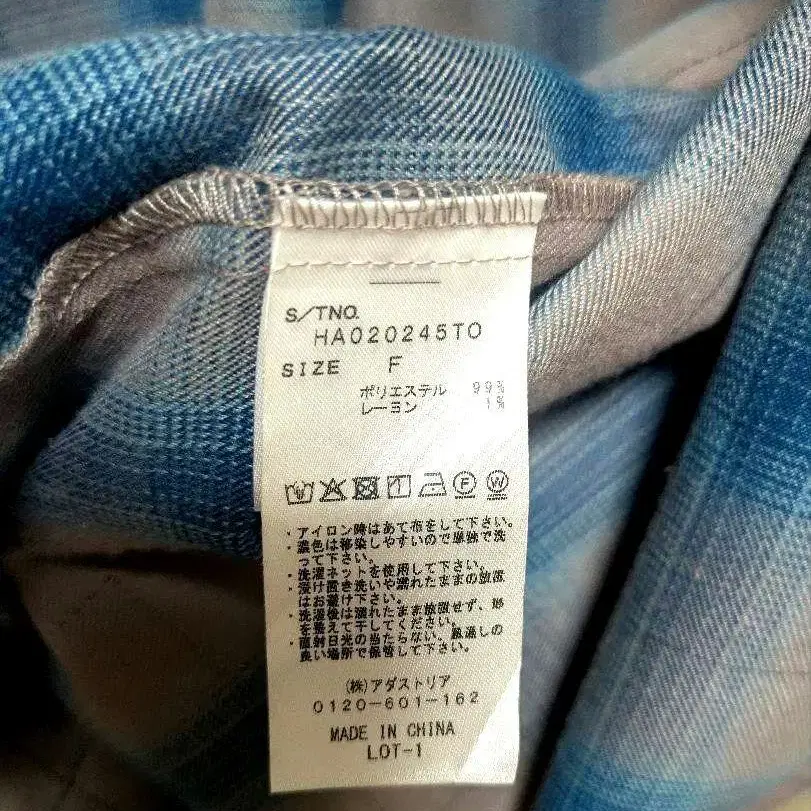 S/TNO.
HA020245TO
SIZE F
ポリエステル 99%
レーヨン 1%
F W
・アイロン時はあて布をして下さい。
・濃色は移染しやすいので単独で洗
って下さい。
・洗濯ネットを使用して下さい。
・浸け置き洗いや濡れたままの放置
はお避け下さい。
・洗濯後は濡れたまま放置せず、形
を整えて干してください。
・直射日光の当たらない、風通しの
良い場所で保管して下さい。
(株)アダストリア
0120-601-162
MADE IN CHINA
LOT-1